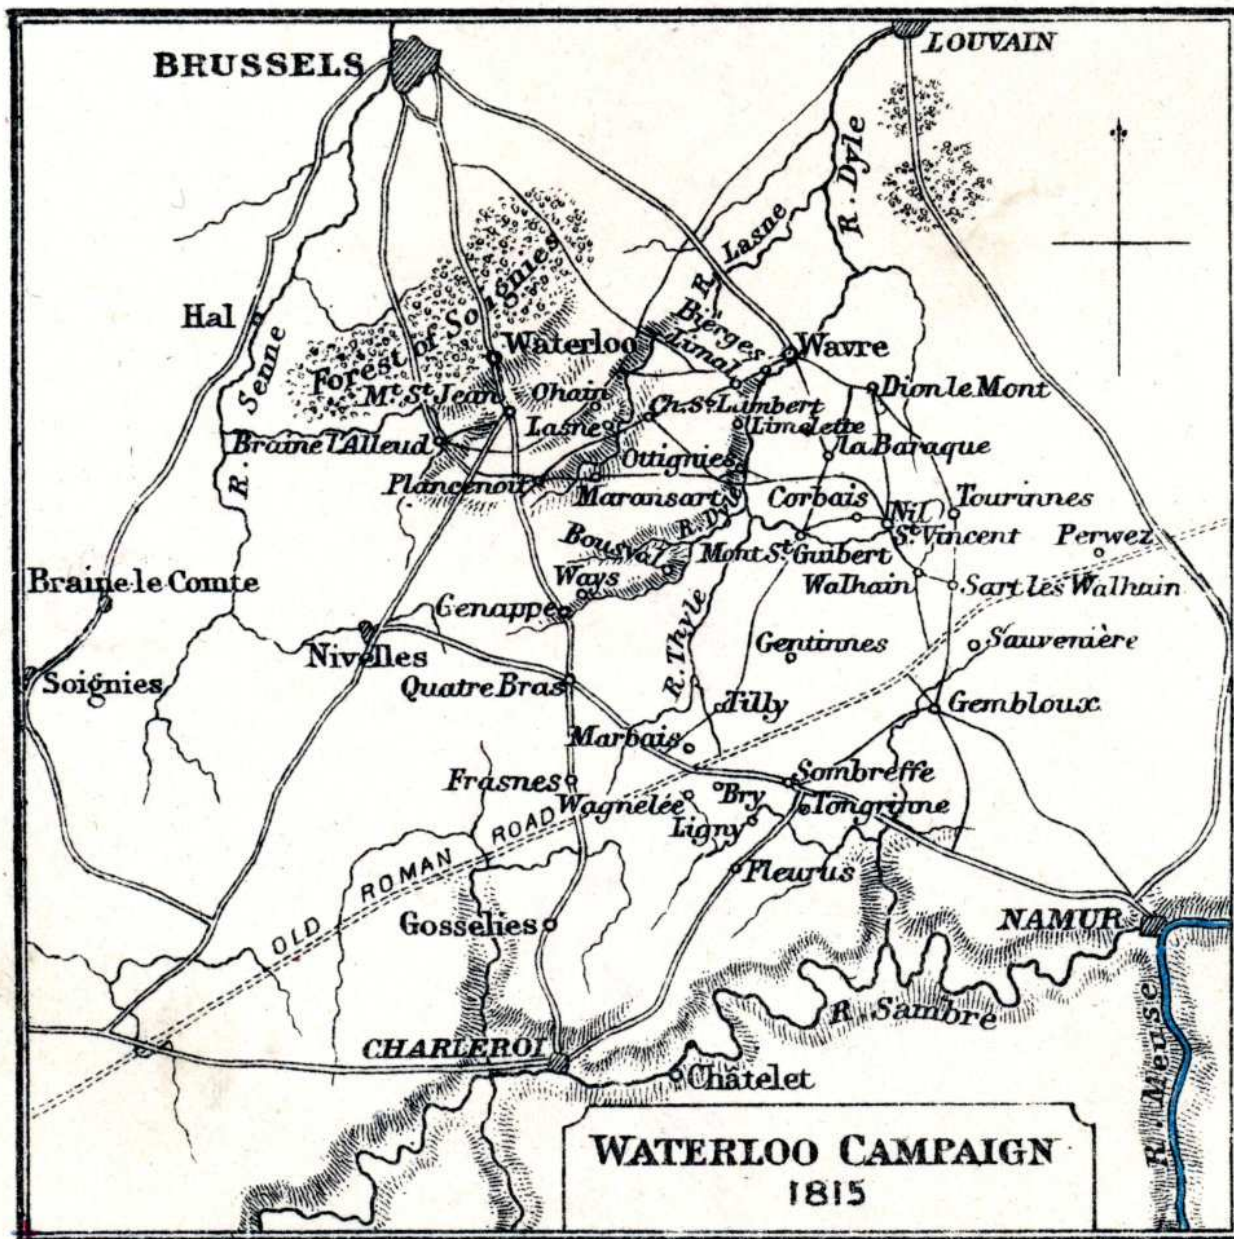 BRUSSELS
LOUVAIN
R. Dyle
R. Lasne
Hal
R. Senne
Forest of Soignies
Waterloo
Bierges
Limal
Wavre
Mt. St. Jean
Ohain
Ch. St. Lambert
Dion le Mont
Braine l'Alleud
Lasne
Limelette
la Baraque
Plancenoit
Ottignies
Maransart
R. Dyle
Corbais
Nil
St. Vincent
Tourinnes
Perwez
Bousval
Mont St. Guibert
Braine-le-Comte
Ways
Walhain
Sart les Walhain
Genappe
R. Thyle
Gentinnes
Sauvenière
Soignies
Nivelles
Quatre Bras
Tilly
Gembloux
Marbais
Frasnes
Sombreffe
Wagnelée
Bry
Tongrinne
Ligny
OLD ROMAN ROAD
Fleurus
Gosselies
NAMUR
R. Sambre
CHARLEROI
Châtelet
R. Meuse
WATERLOO CAMPAIGN
1815